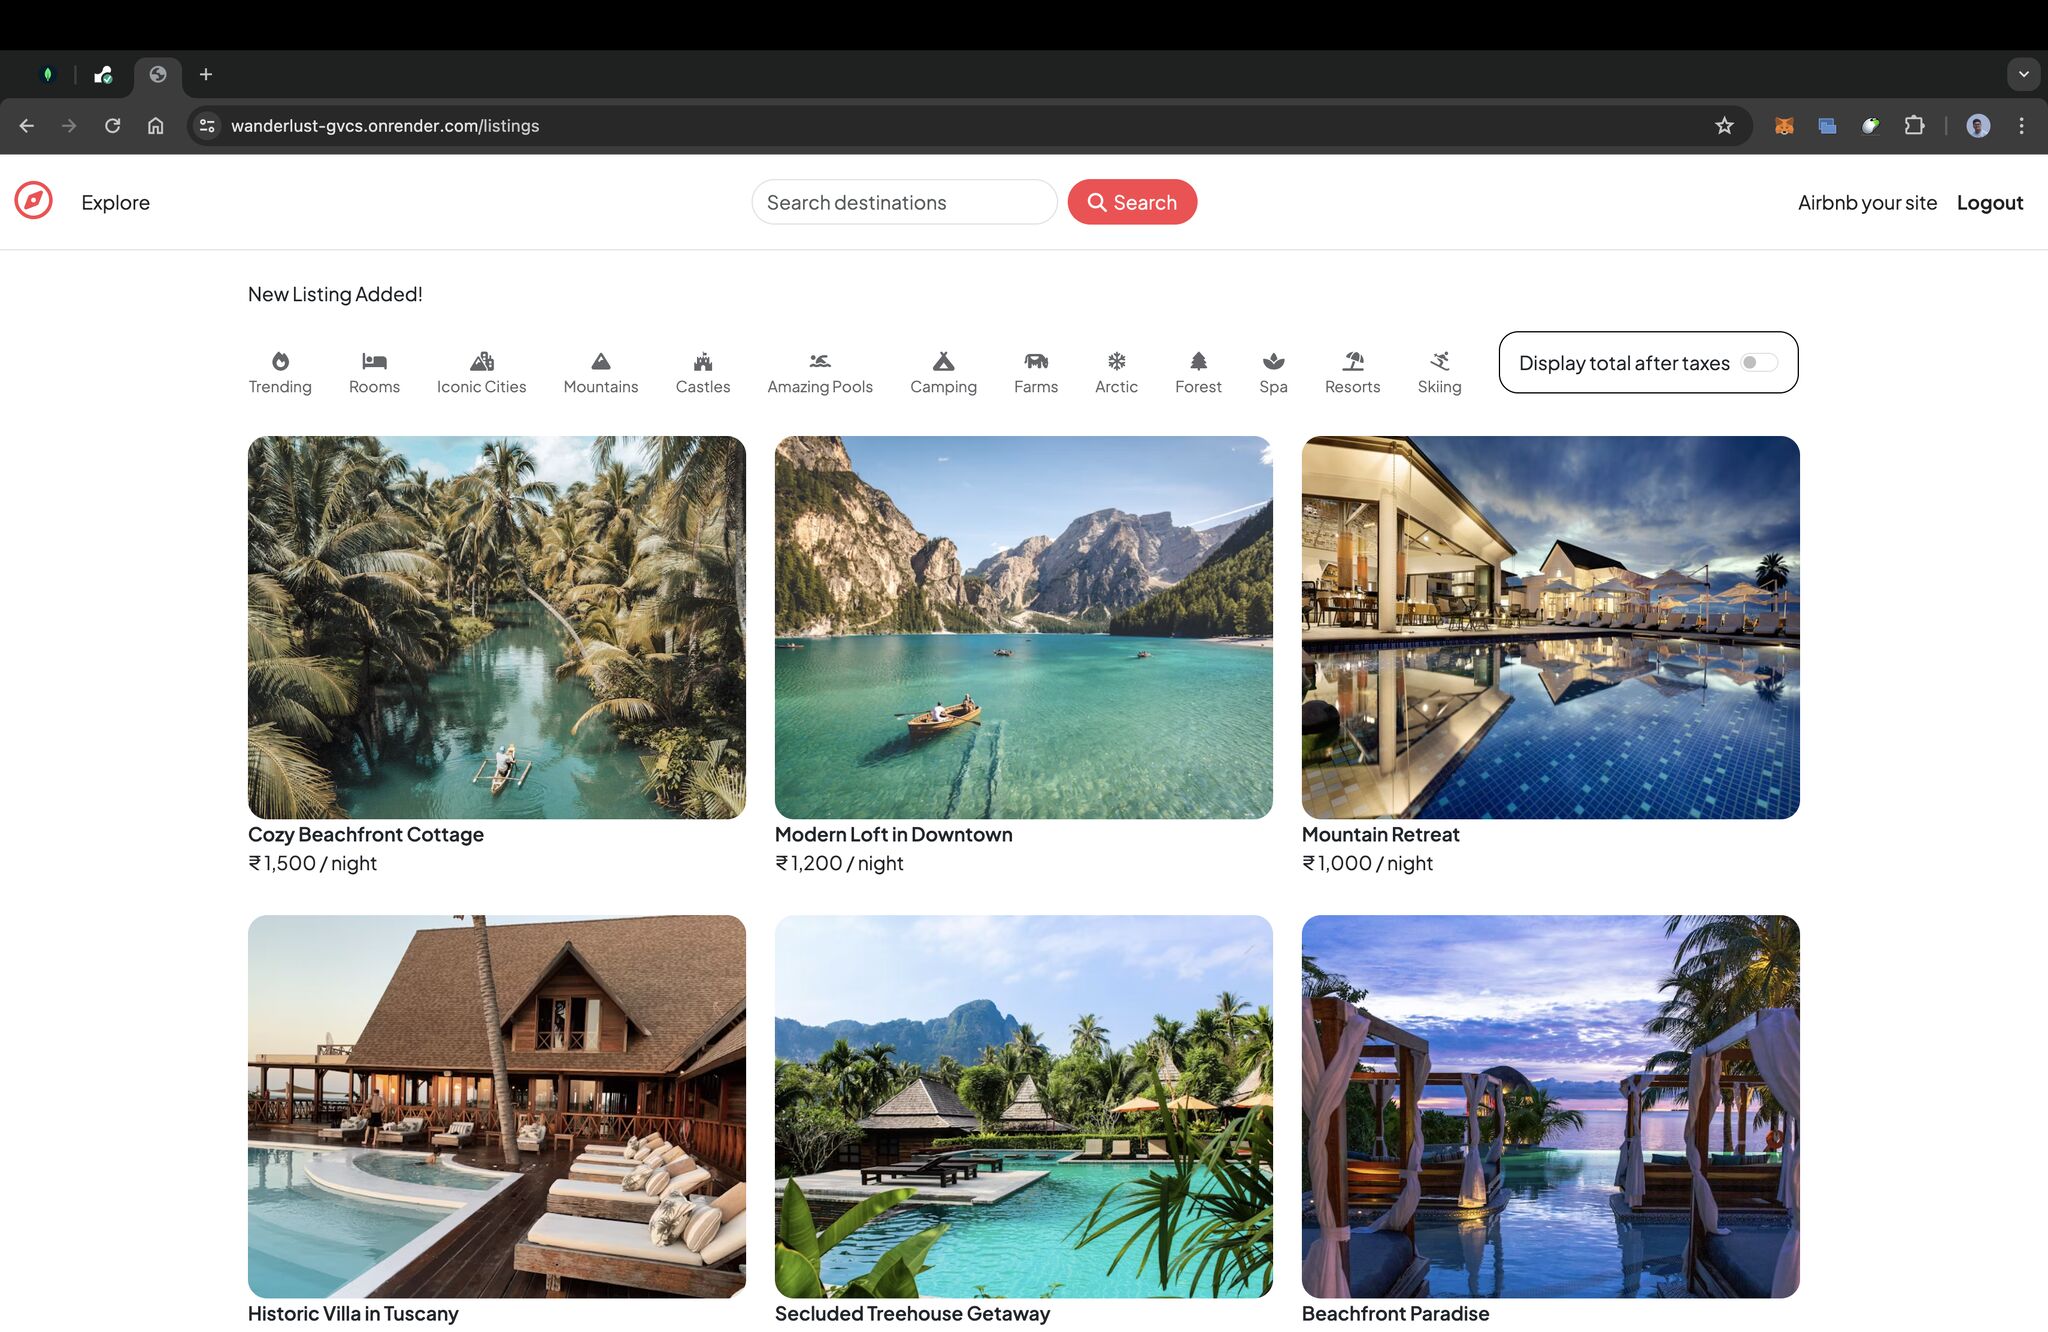 wanderlust-gvcs.onrender.com/listings
Explore
Search destinations
Search
Airbnb your site
Logout
New Listing Added!
Trending
Rooms
Iconic Cities
Mountains
Castles
Amazing Pools
Camping
Farms
Arctic
Forest
Spa
Resorts
Skiing
Display total after taxes
Cozy Beachfront Cottage
₹1,500 / night
Modern Loft in Downtown
₹1,200 / night
Mountain Retreat
₹1,000 / night
Historic Villa in Tuscany
Secluded Treehouse Getaway
Beachfront Paradise